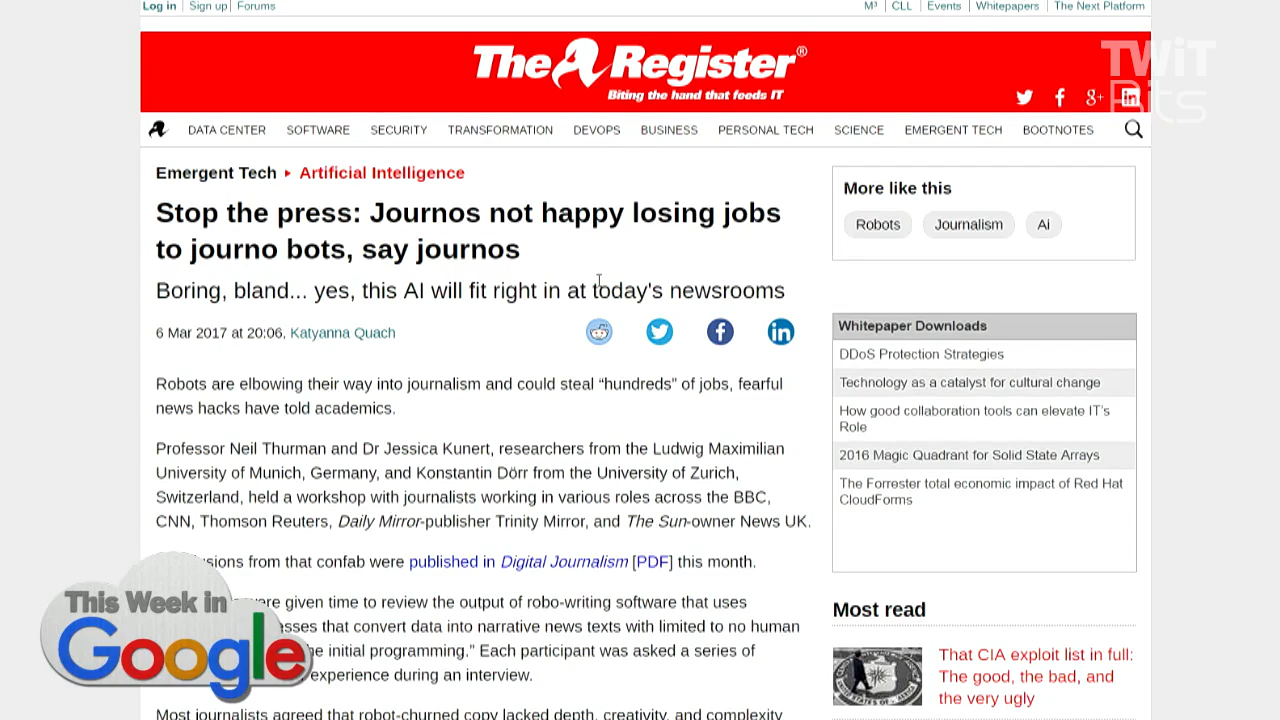 Log in | Sign up | Forums
M³ | CLL | Events | Whitepapers | The Next Platform
The Register®
Biting the hand that feeds IT
TWiT
Bits
DATA CENTER SOFTWARE SECURITY TRANSFORMATION DEVOPS BUSINESS PERSONAL TECH SCIENCE EMERGENT TECH BOOTNOTES
Emergent Tech ▸ Artificial Intelligence
Stop the press: Journos not happy losing jobs
to journo bots, say journos
Boring, bland... yes, this AI will fit right in at today's newsrooms
6 Mar 2017 at 20:06, Katyanna Quach
Robots are elbowing their way into journalism and could steal “hundreds” of jobs, fearful
news hacks have told academics.
Professor Neil Thurman and Dr Jessica Kunert, researchers from the Ludwig Maximilian
University of Munich, Germany, and Konstantin Dörr from the University of Zurich,
Switzerland, held a workshop with journalists working in various roles across the BBC,
CNN, Thomson Reuters, Daily Mirror-publisher Trinity Mirror, and The Sun-owner News UK.
from that confab were published in Digital Journalism [PDF] this month.
given time to review the output of robo-writing software that uses
that convert data into narrative news texts with limited to no human
initial programming.” Each participant was asked a series of
experience during an interview.
Most journalists agreed that robot-churned copy lacked depth, creativity, and complexity
More like this
Robots Journalism Ai
Whitepaper Downloads
DDoS Protection Strategies
Technology as a catalyst for cultural change
How good collaboration tools can elevate IT’s
Role
2016 Magic Quadrant for Solid State Arrays
The Forrester total economic impact of Red Hat
CloudForms
Most read
That CIA exploit list in full:
The good, the bad, and
the very ugly
This Week in
Google